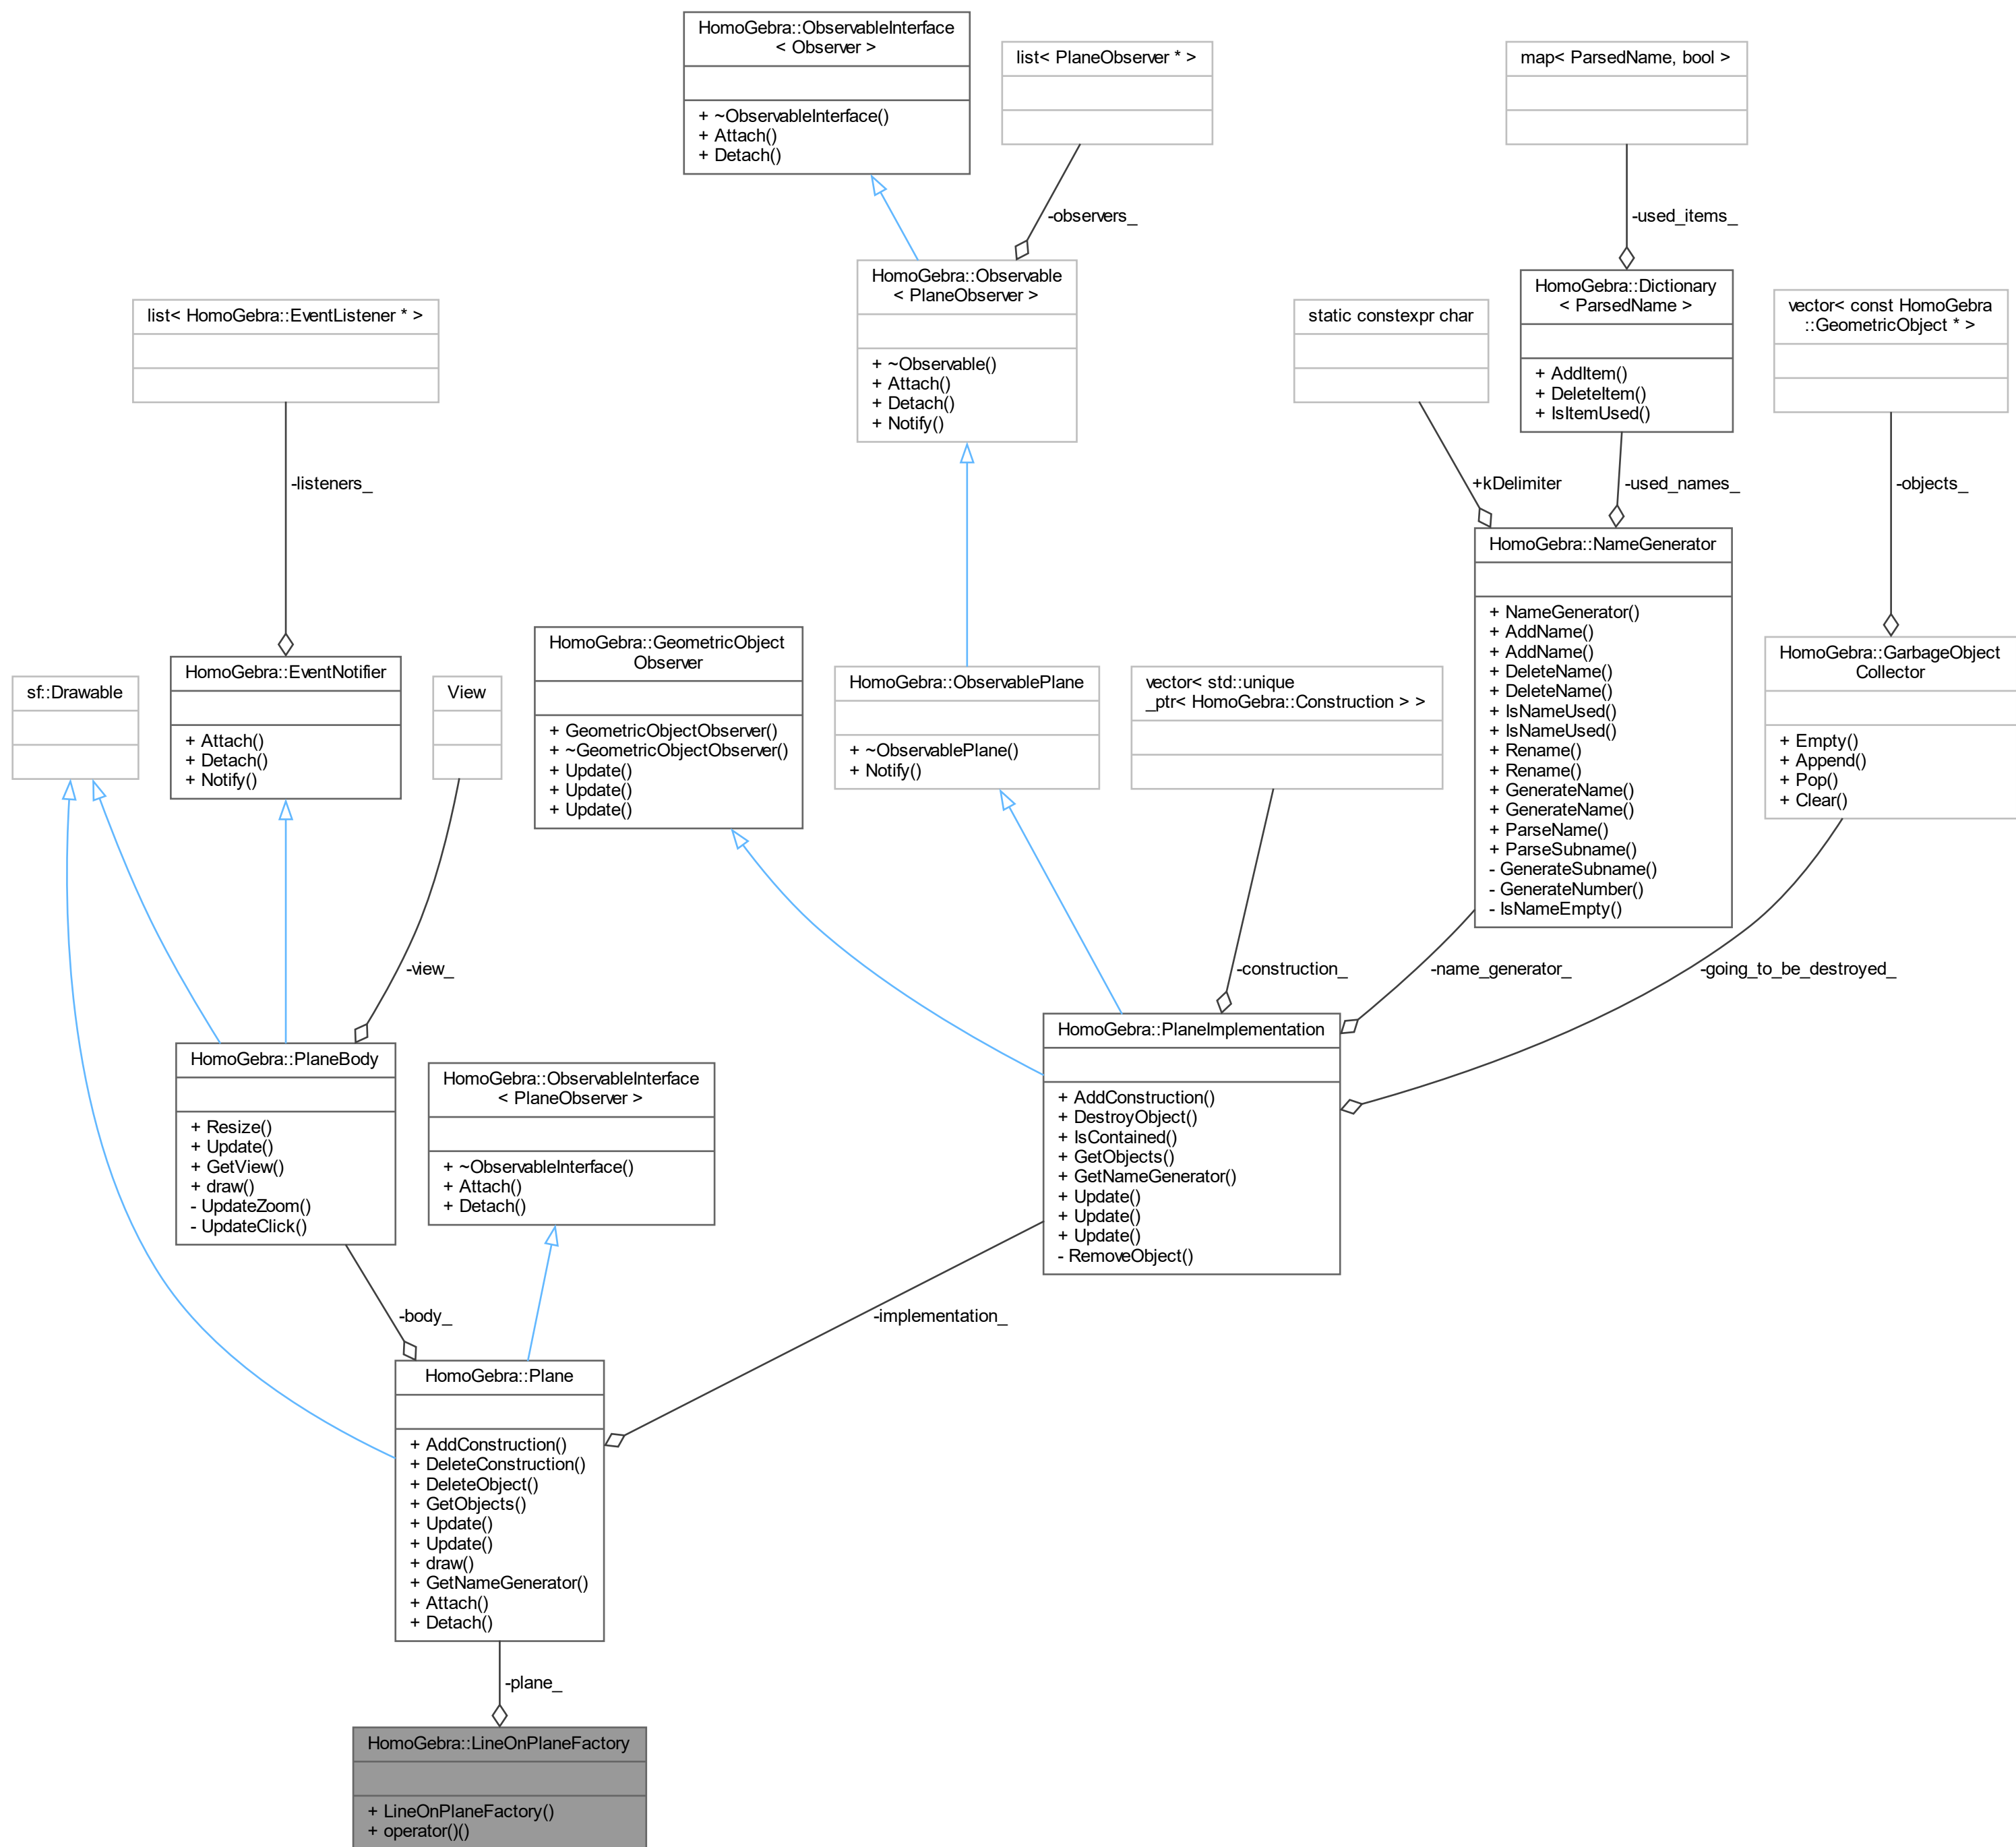 HomoGebra::ObservableInterface
< Observer >
+ ~ObservableInterface()
+ Attach()
+ Detach()
list< PlaneObserver * >
map< ParsedName, bool >
-observers_
-used_items_
HomoGebra::Observable
< PlaneObserver >
+ ~Observable()
+ Attach()
+ Detach()
+ Notify()
HomoGebra::Dictionary
< ParsedName >
+ AddItem()
+ DeleteItem()
+ IsItemUsed()
list< HomoGebra::EventListener * >
static constexpr char
vector< const HomoGebra
::GeometricObject * >
-listeners_
+kDelimiter
-used_names_
-objects_
HomoGebra::NameGenerator
+ NameGenerator()
+ AddName()
+ AddName()
+ DeleteName()
+ DeleteName()
+ IsNameUsed()
+ IsNameUsed()
+ Rename()
+ Rename()
+ GenerateName()
+ GenerateName()
+ ParseName()
+ ParseSubname()
- GenerateSubname()
- GenerateNumber()
- IsNameEmpty()
HomoGebra::GarbageObject
Collector
+ Empty()
+ Append()
+ Pop()
+ Clear()
sf::Drawable
HomoGebra::EventNotifier
+ Attach()
+ Detach()
+ Notify()
View
HomoGebra::GeometricObject
Observer
+ GeometricObjectObserver()
+ ~GeometricObjectObserver()
+ Update()
+ Update()
+ Update()
HomoGebra::ObservablePlane
+ ~ObservablePlane()
+ Notify()
vector< std::unique
_ptr< HomoGebra::Construction > >
-view_
-construction_
-name_generator_
-going_to_be_destroyed_
HomoGebra::PlaneBody
+ Resize()
+ Update()
+ GetView()
+ draw()
- UpdateZoom()
- UpdateClick()
HomoGebra::ObservableInterface
< PlaneObserver >
+ ~ObservableInterface()
+ Attach()
+ Detach()
HomoGebra::PlaneImplementation
+ AddConstruction()
+ DestroyObject()
+ IsContained()
+ GetObjects()
+ GetNameGenerator()
+ Update()
+ Update()
+ Update()
- RemoveObject()
-body_
-implementation_
HomoGebra::Plane
+ AddConstruction()
+ DeleteConstruction()
+ DeleteObject()
+ GetObjects()
+ Update()
+ Update()
+ draw()
+ GetNameGenerator()
+ Attach()
+ Detach()
-plane_
HomoGebra::LineOnPlaneFactory
+ LineOnPlaneFactory()
+ operator()()